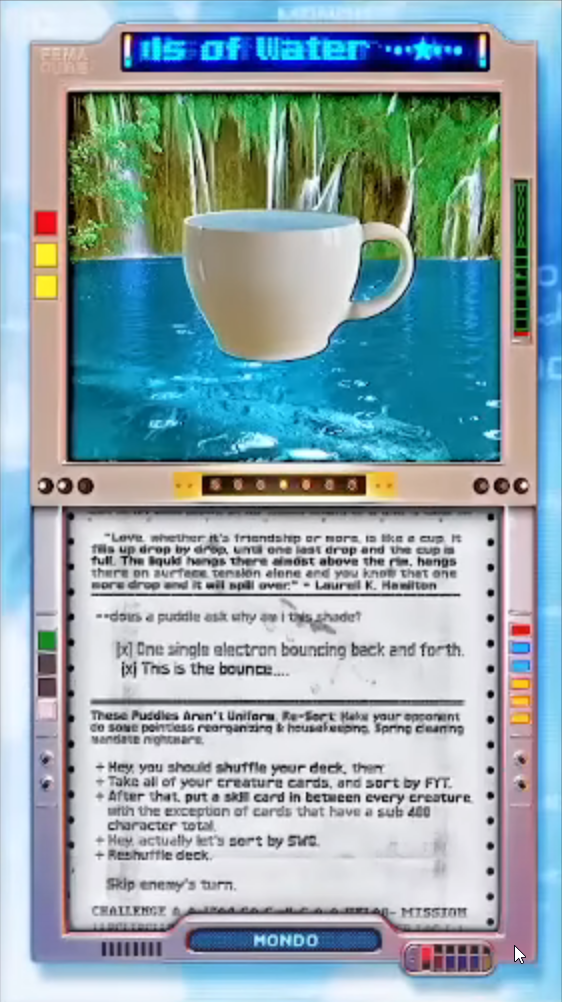 MONDO
FEMA
CUBE
ds of Water
"Love, whether it's friendship or more, is like a cup. It
fills up drop by drop, until one last drop and the cup is
full. The liquid hangs there almost above the rim, hangs
there on surface tension alone and you know that one
more drop and it will spill over." - Laurell K. Hamilton
--does a puddle ask why am i this shade?
[x] One single electron bouncing back and forth.
[x] This is the bounce....
These Puddles Aren't Uniform, Re-Sort: Make your opponent
do some pointless reorganizing & housekeeping. Spring cleaning
mandate nightmare.
+ Hey, you should shuffle your deck, then:
+ Take all of your creature cards, and sort by FYT.
+ After that, put a skill card in between every creature,
with the exception of cards that have a sub 400
character total.
+ Hey, actually let's sort by SWG.
+ Reshuffle deck.
Skip enemy's turn.
CHALLENGE MISSION
MONDO